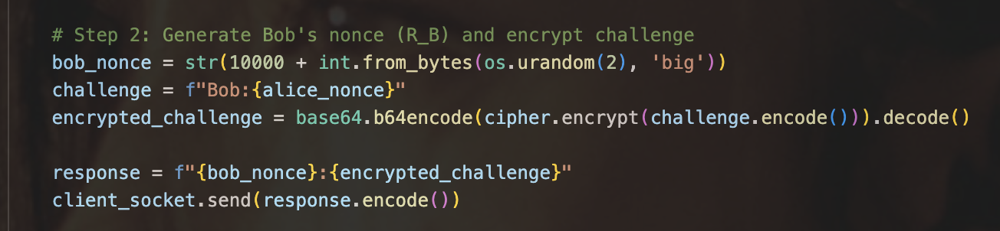 # Step 2: Generate Bob's nonce (R_B) and encrypt challenge
bob_nonce = str(10000 + int.from_bytes(os.urandom(2), 'big'))
challenge = f"Bob:{alice_nonce}"
encrypted_challenge = base64.b64encode(cipher.encrypt(challenge.encode())).decode()
response = f"{bob_nonce}:{encrypted_challenge}"
client_socket.send(response.encode())